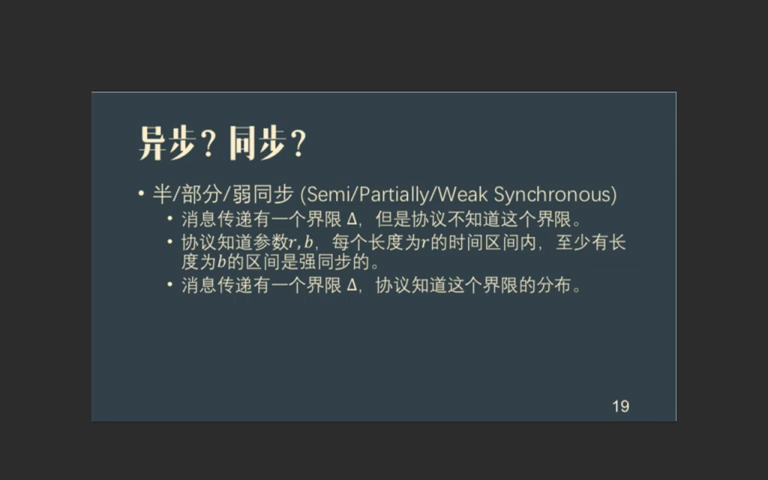 异步？同步？
• 半/部分/弱同步 (Semi/Partially/Weak Synchronous)
• 消息传递有一个界限 Δ，但是协议不知道这个界限。
• 协议知道参数r, b，每个长度为r的时间区间内，至少有长
度为b的区间是强同步的。
• 消息传递有一个界限 Δ，协议知道这个界限的分布。
19